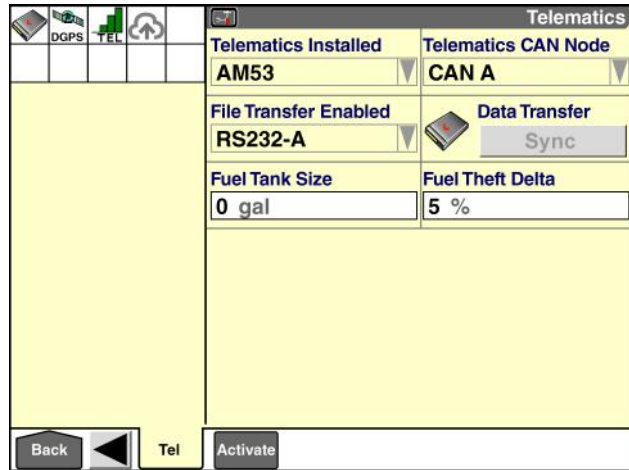 DGPS TEL Telematics
Telematics Installed Telematics CAN Node
AM53 CAN A
File Transfer Enabled Data Transfer
RS232-A Sync
Fuel Tank Size Fuel Theft Delta
0 gal 5 %
Back Tel Activate